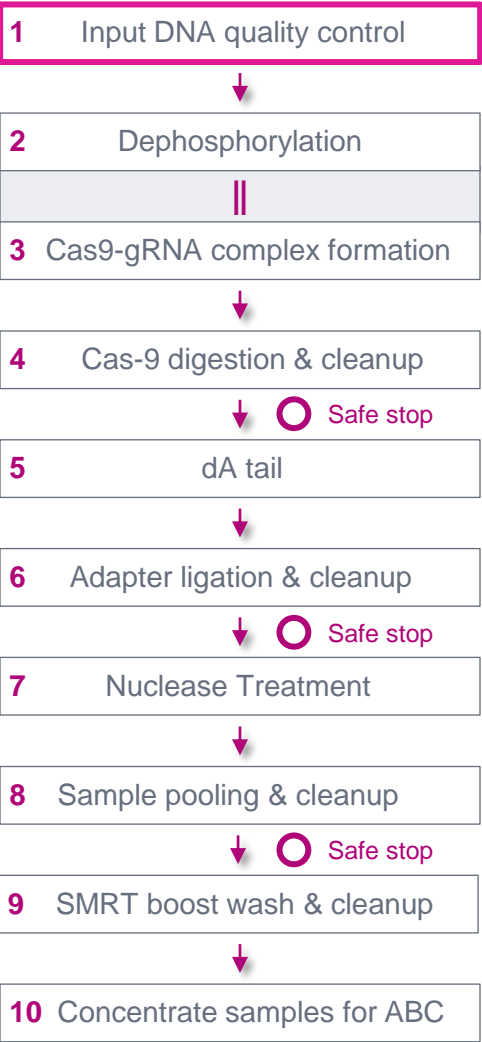 1 Input DNA quality control
2 Dephosphorylation
3 Cas9-gRNA complex formation
4 Cas-9 digestion & cleanup
Safe stop
5 dA tail
6 Adapter ligation & cleanup
Safe stop
7 Nuclease Treatment
8 Sample pooling & cleanup
Safe stop
9 SMRT boost wash & cleanup
10 Concentrate samples for ABC